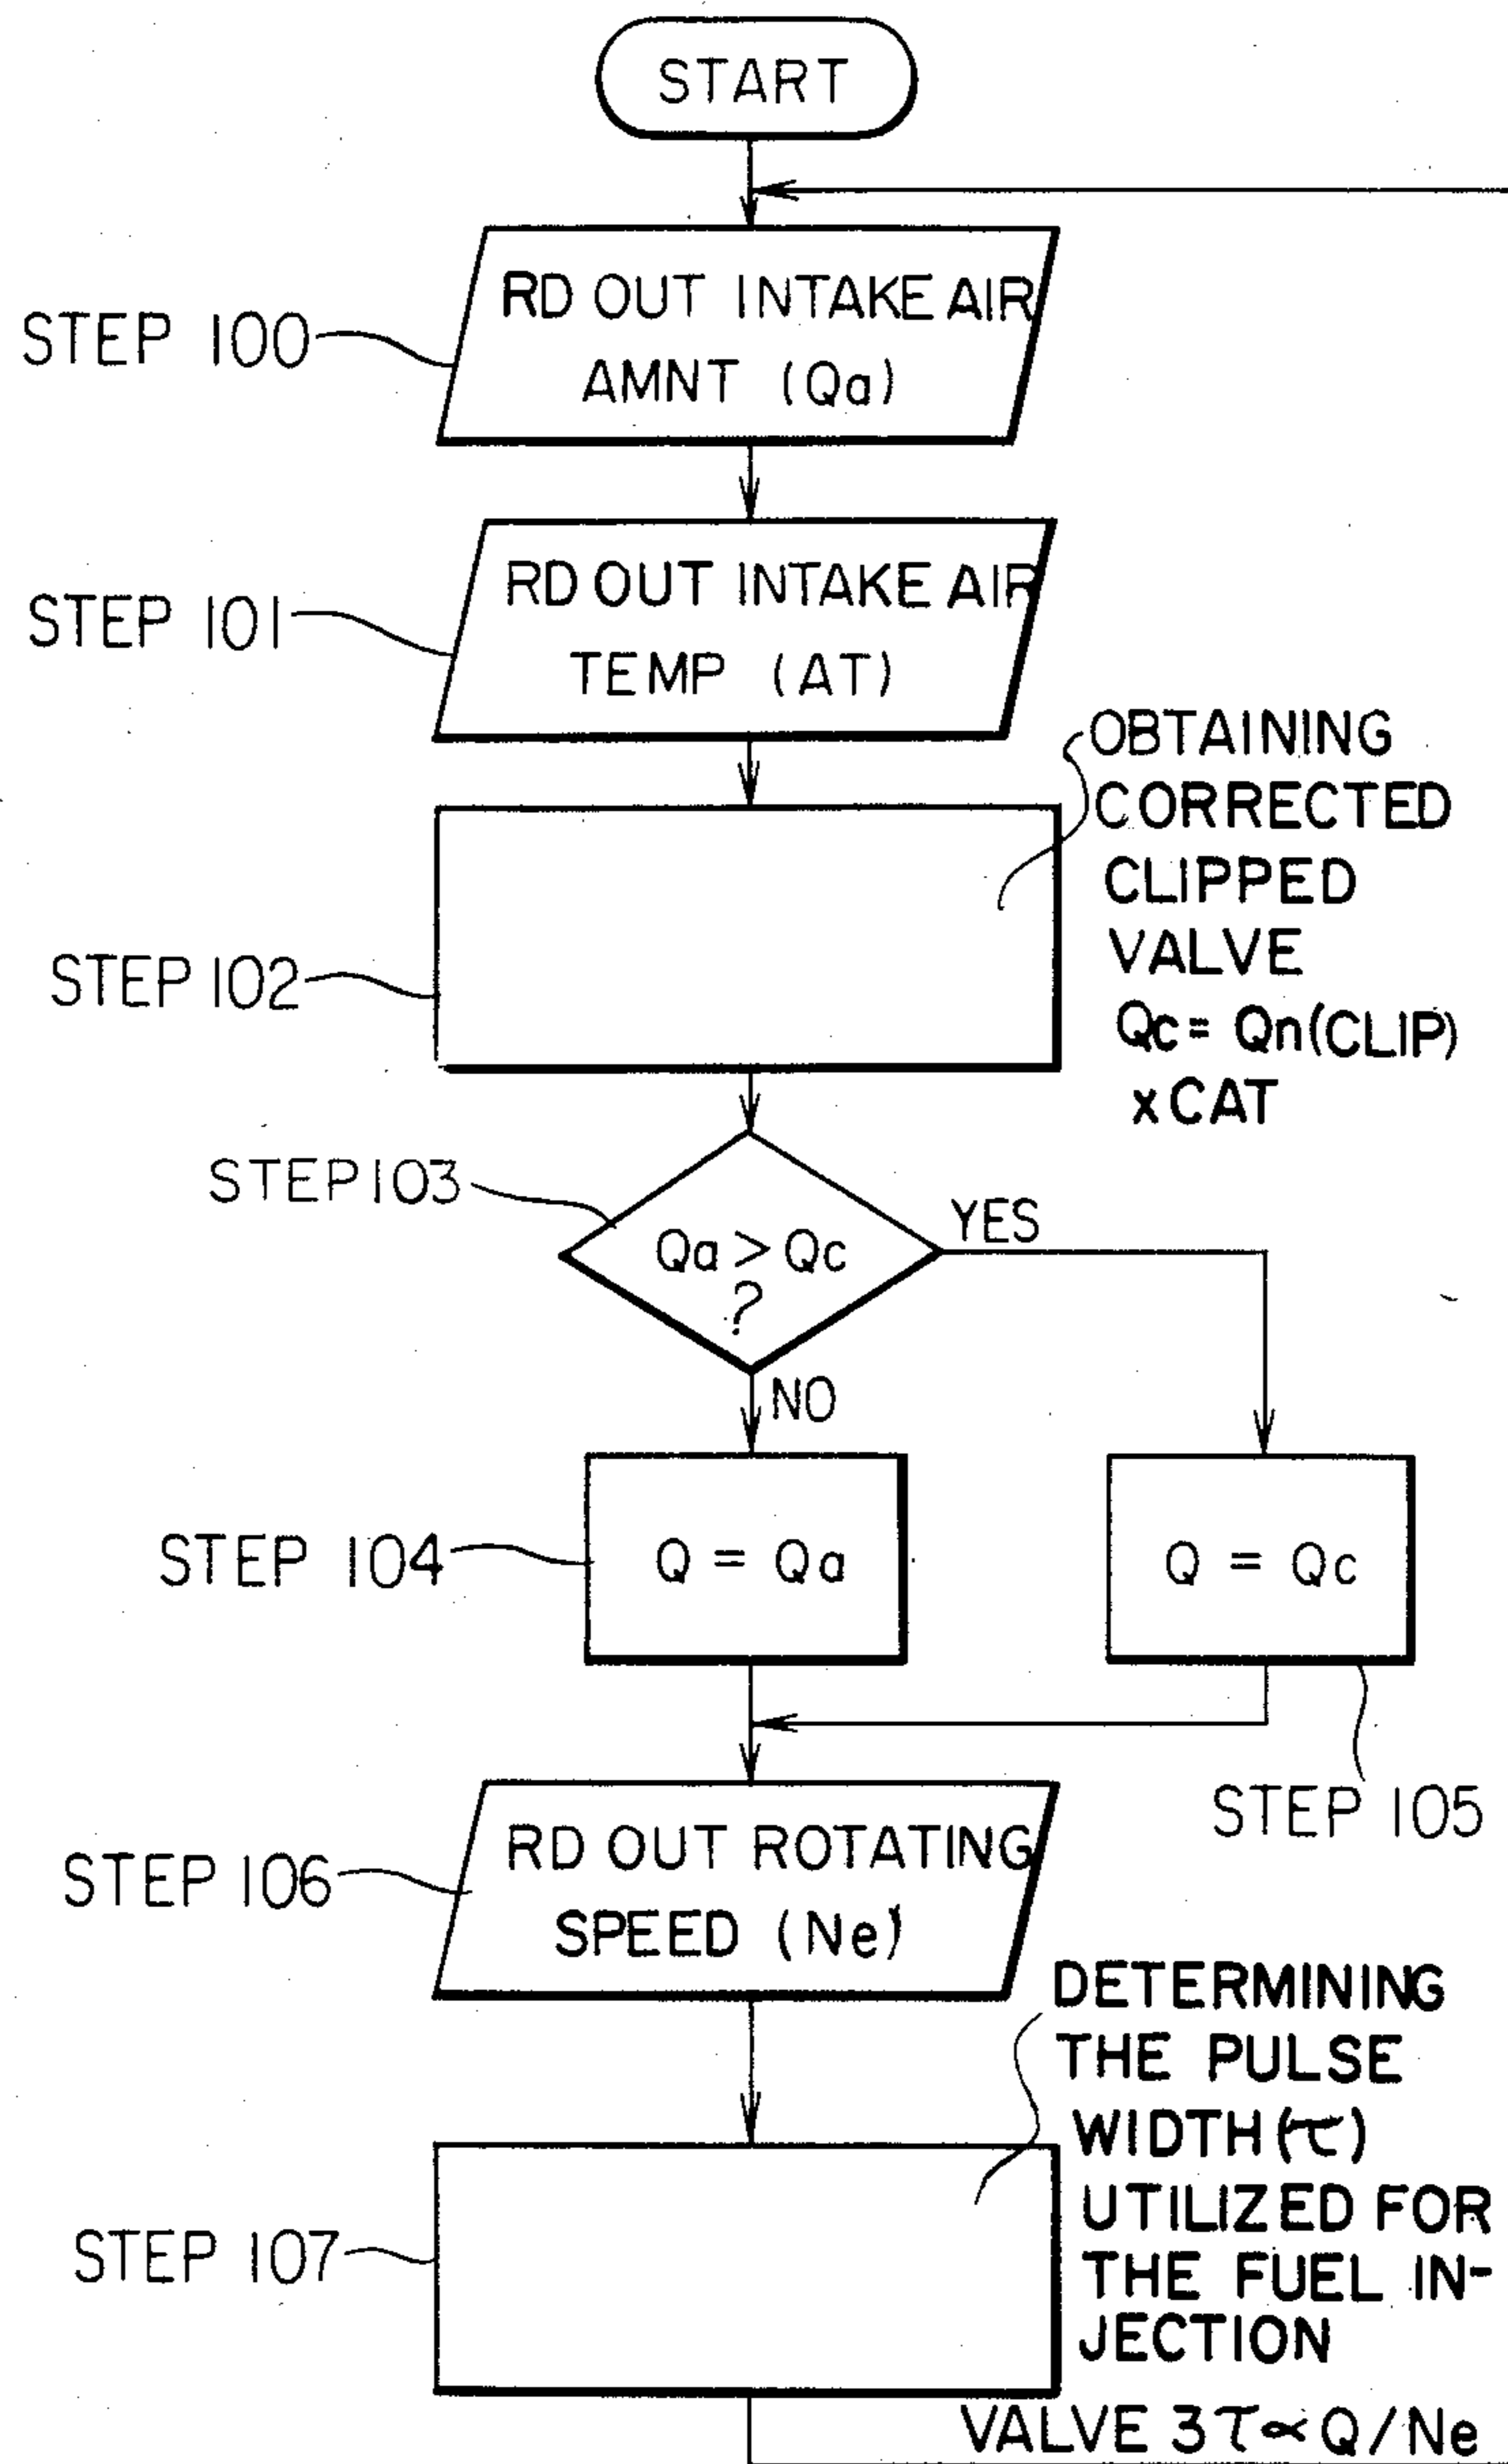 START
STEP 100
RD OUT INTAKE AIR
AMNT (Qa)
STEP 101
RD OUT INTAKE AIR
TEMP (AT)
OBTAINING
CORRECTED
CLIPPED
VALVE
Qc = Qn(CLIP)
x CAT
STEP 102
STEP 103
Qa > Qc
?
YES
NO
STEP 104
Q = Qa
Q = Qc
STEP 105
STEP 106
RD OUT ROTATING
SPEED (Ne)
DETERMINING
THE PULSE
WIDTH (τ)
UTILIZED FOR
THE FUEL IN-
JECTION
VALVE 3 τ ∝ Q / Ne
STEP 107